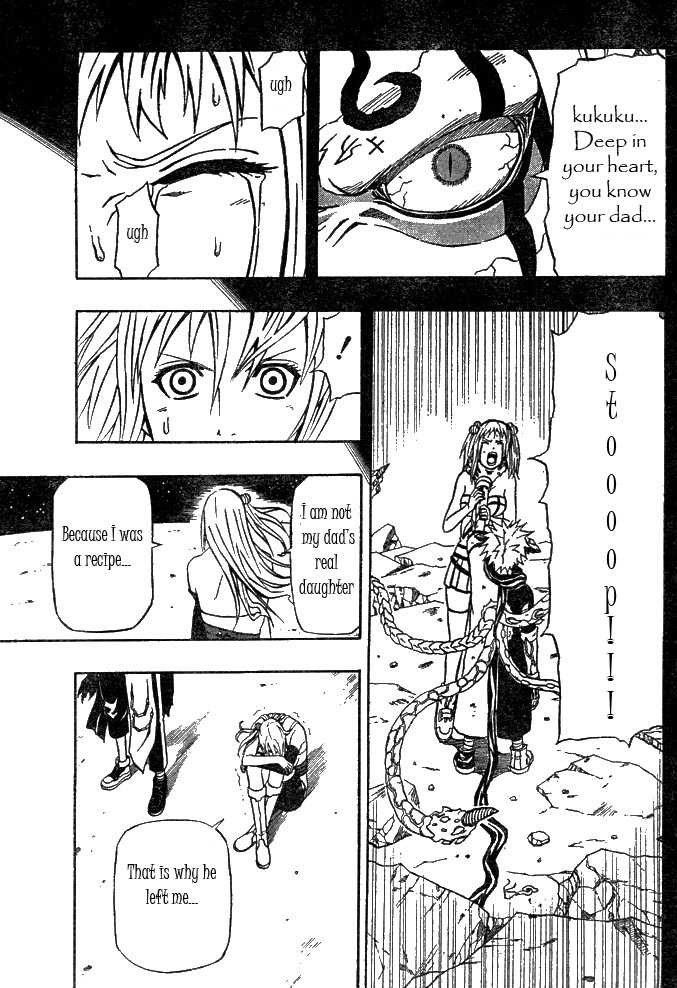 kukuku...
Deep in
your heart,
you know
your dad...
ugh
ugh
Stoooop!!!
!
I am not
my dad's
real
daughter
Because I was
a recipe...
That is why he
left me...